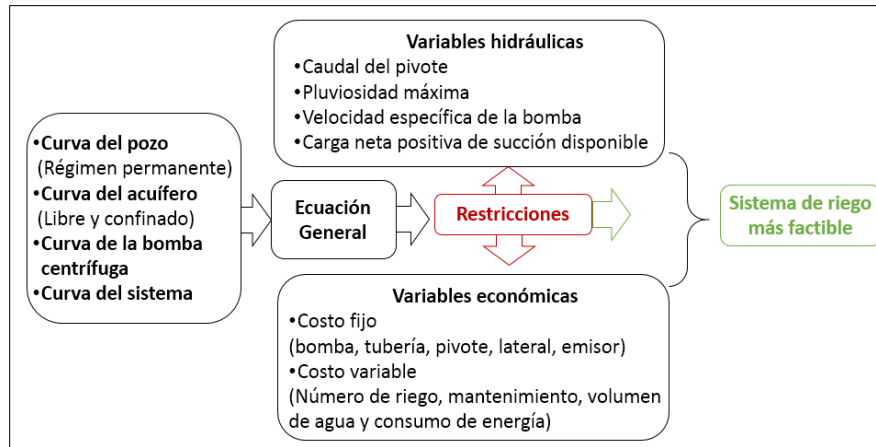 Variables hidráulicas
•Caudal del pivote
•Pluviosidad máxima
•Velocidad específica de la bomba
•Carga neta positiva de succión disponible
•Curva del pozo
(Régimen permanente)
•Curva del acuífero
(Libre y confinado)
•Curva de la bomba
centrífuga
•Curva del sistema
Ecuación
General
Restricciones
Sistema de riego
más factible
Variables económicas
•Costo fijo
(bomba, tubería, pivote, lateral, emisor)
•Costo variable
(Número de riego, mantenimiento, volumen
de agua y consumo de energía)